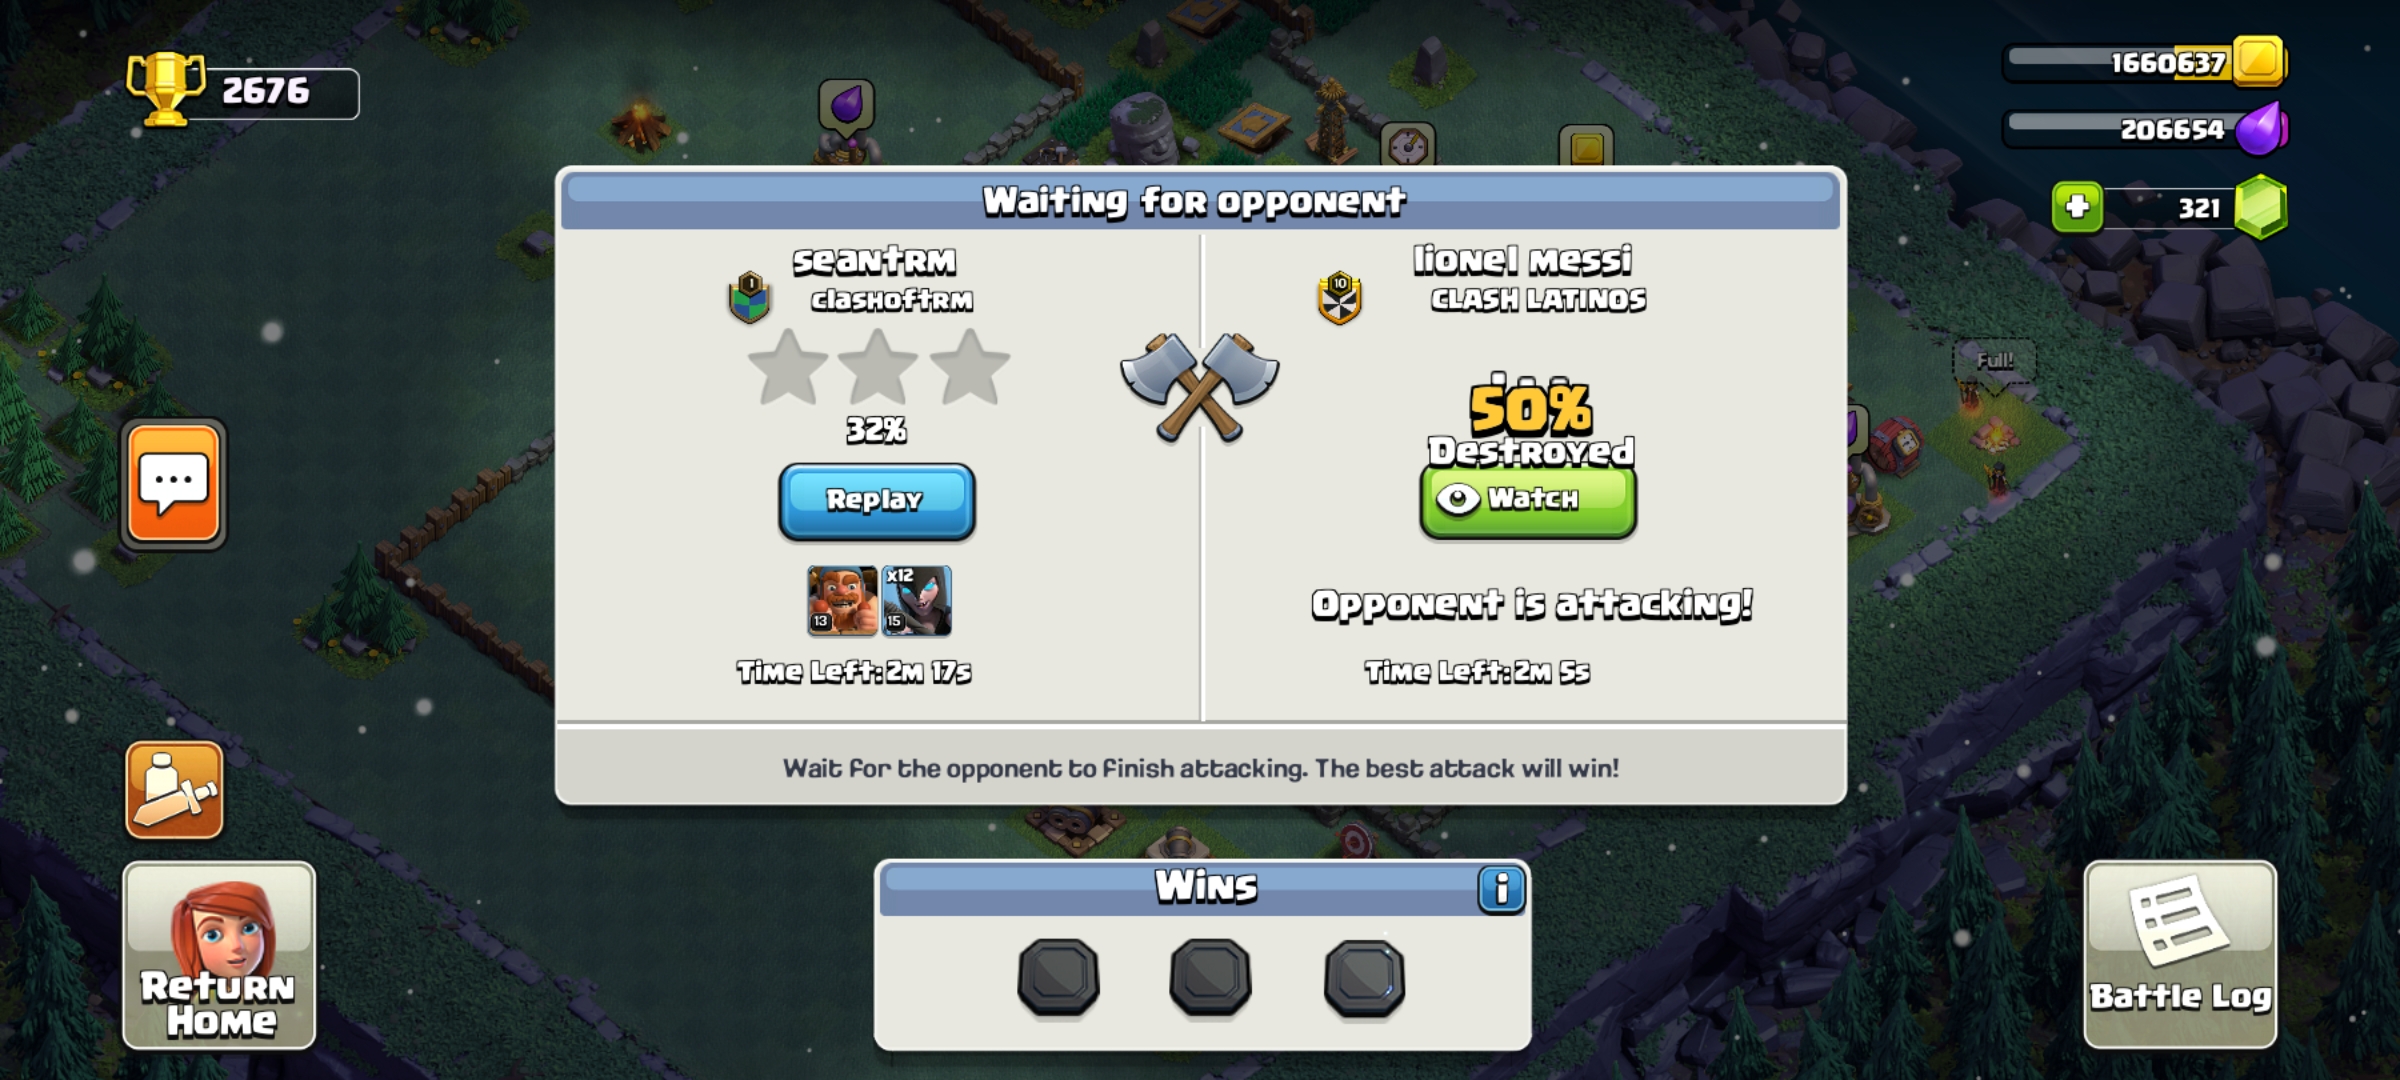 2676
1660637
206654
321
Waiting for opponent
seantrm
1
clashoftrm
32%
Replay
x12
13
15
Time Left: 2m 17s
lionel messi
10
CLASH LATINOS
50%
Destroyed
Watch
Opponent is attacking!
Time Left: 2m 5s
Full!
Wait for the opponent to finish attacking. The best attack will win!
Wins
i
Return
Home
Battle Log